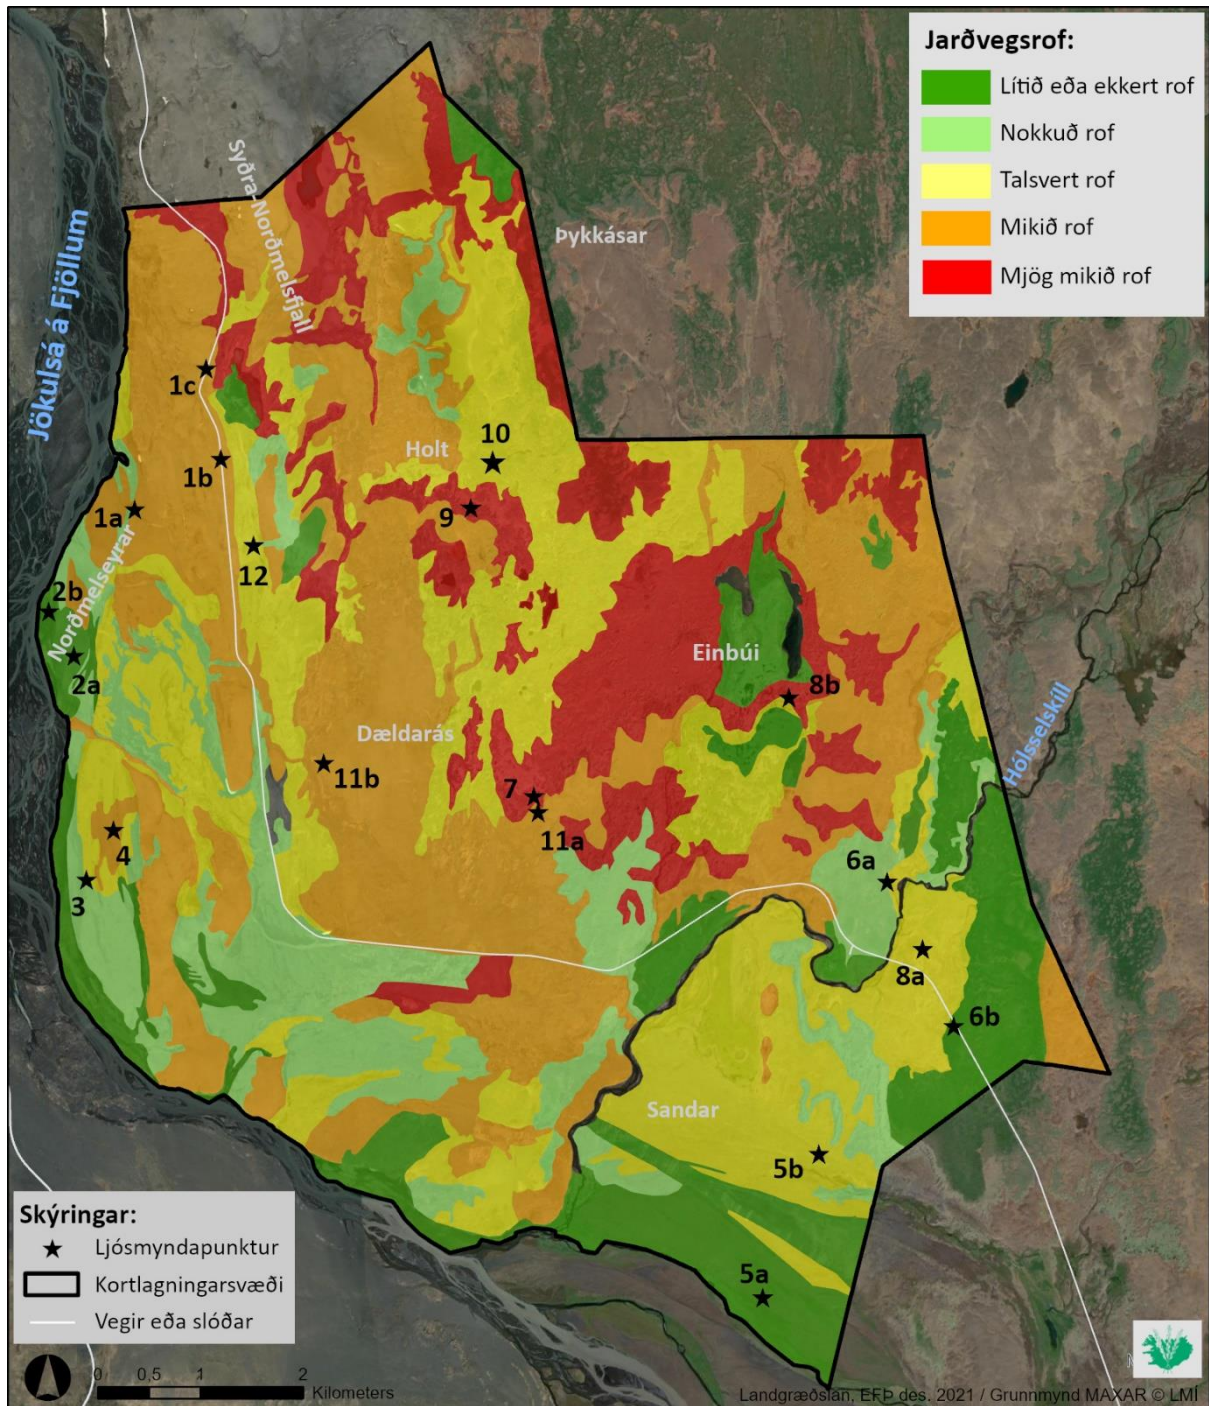 Jarðvegsrof:
Lítið eða ekkert rof
Nokkuð rof
Talsvert rof
Mikið rof
Mjög mikið rof
Syðra-Norðmelsfjall
Þykkásar
Jökulsá á Fjöllum
1c
Holt
10
1b
9
1a
12
2b
Norðmelseyrar
2a
Einbúi
8b
Hólsselskíll
Dældarás
11b
7
11a
4
3
6a
8a
6b
Sandar
5b
5a
Skýringar:
Ljósmyndapunktur
Kortlagningarsvæði
Vegir eða slóðar
0 0,5 1 2
Kilometers
Landgræðslan, EFÞ des. 2021 / Grunnmynd MAXAR © LMÍ